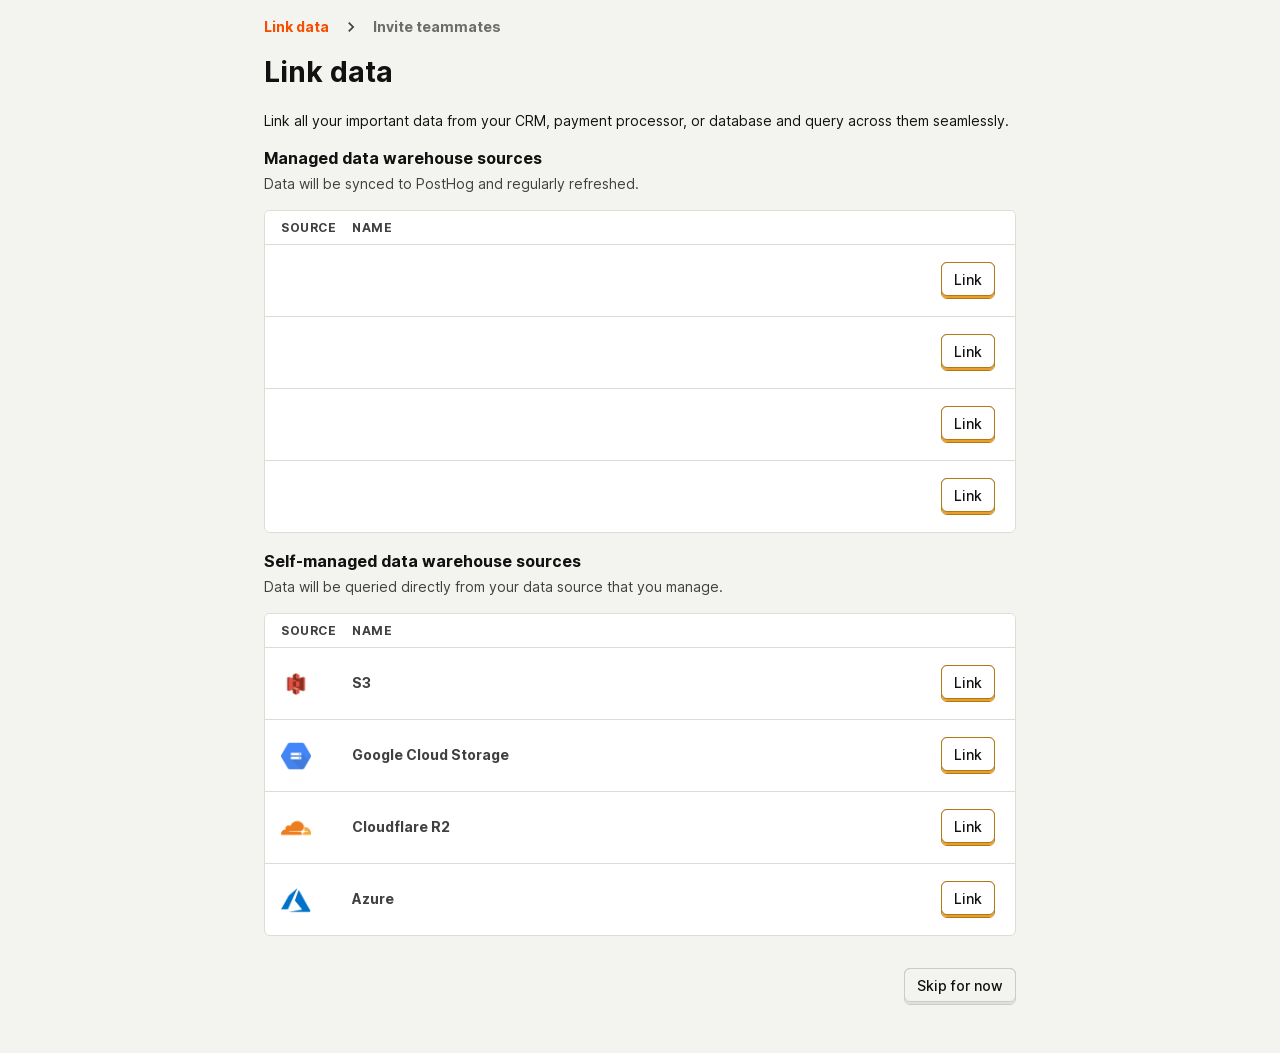 Link data
Invite teammates
Link data
Link all your important data from your CRM, payment processor, or database and query across them seamlessly.
Managed data warehouse sources
Data will be synced to PostHog and regularly refreshed.
SOURCE NAME
Link
Link
Link
Link
Self-managed data warehouse sources
Data will be queried directly from your data source that you manage.
SOURCE NAME
S3 Link
Google Cloud Storage Link
Cloudflare R2 Link
Azure Link
Skip for now